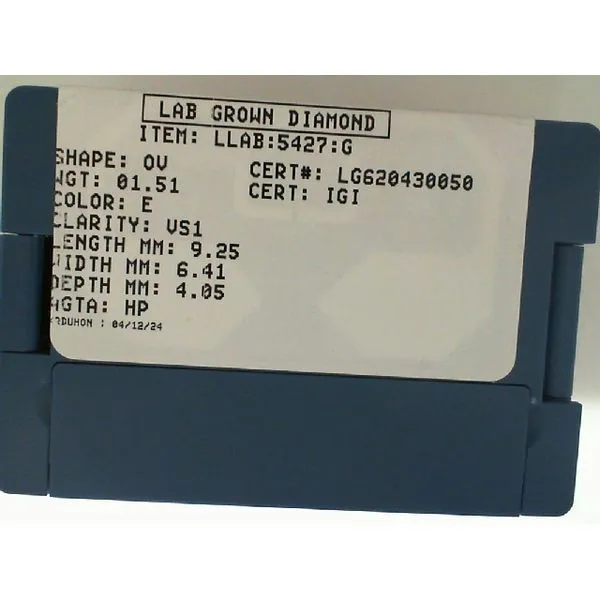 LAB GROWN DIAMOND
ITEM: LLAB:5427:G
SHAPE: OV
WGT: 01.51
COLOR: E
CLARITY: VS1
LENGTH MM: 9.25
WIDTH MM: 6.41
DEPTH MM: 4.05
AGTA: HP
: 04/12/24
CERT#: LG620430050
CERT: IGI